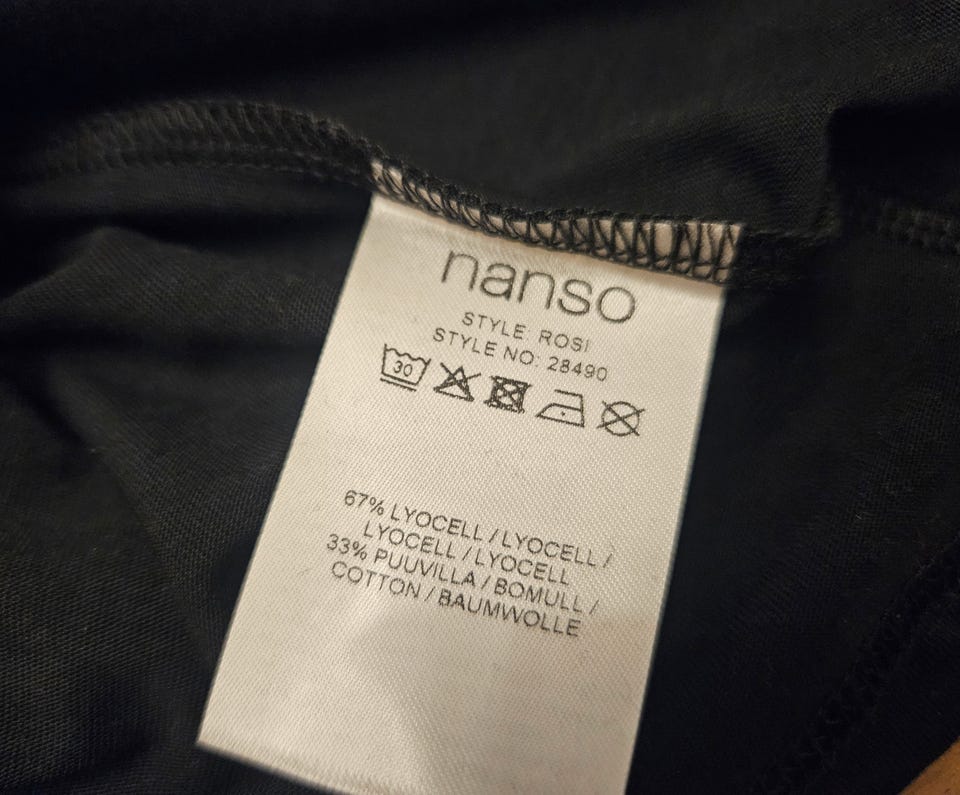 nanso
STYLE: ROSI
STYLE NO: 28490
30
67% LYOCELL / LYOCELL /
LYOCELL / LYOCELL
33% PUUVILLA / BOMULL /
COTTON / BAUMWOLLE